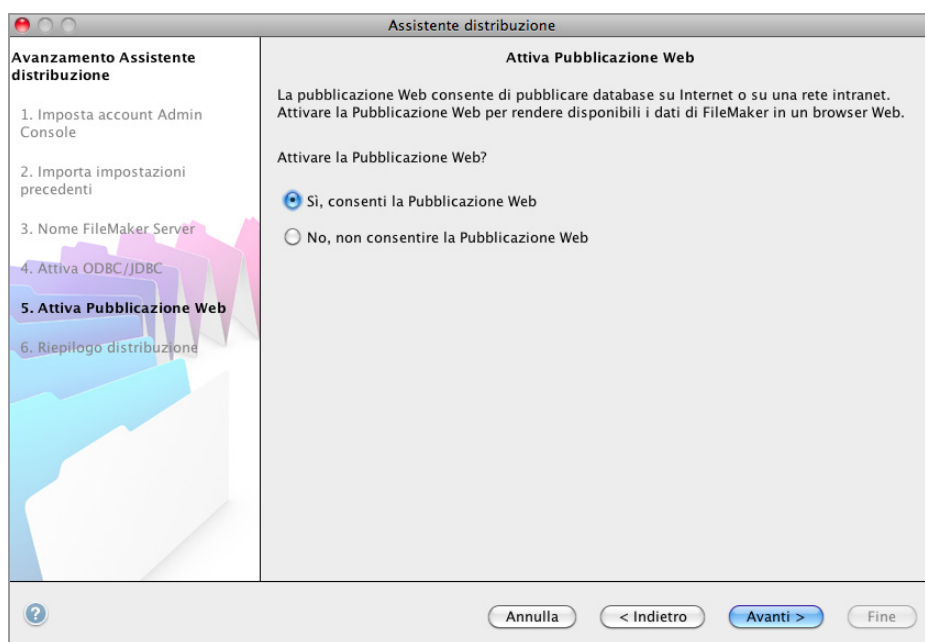 Assistente distribuzione
Avanzamento Assistente
distribuzione
1. Imposta account Admin
Console
2. Importa impostazioni
precedenti
3. Nome FileMaker Server
4. Attiva ODBC/JDBC
5. Attiva Pubblicazione Web
6. Riepilogo distribuzione
Attiva Pubblicazione Web
La pubblicazione Web consente di pubblicare database su Internet o su una rete intranet.
Attivare la Pubblicazione Web per rendere disponibili i dati di FileMaker in un browser Web.
Attivare la Pubblicazione Web?
Sì, consenti la Pubblicazione Web
No, non consentire la Pubblicazione Web
?
Annulla
< Indietro
Avanti >
Fine